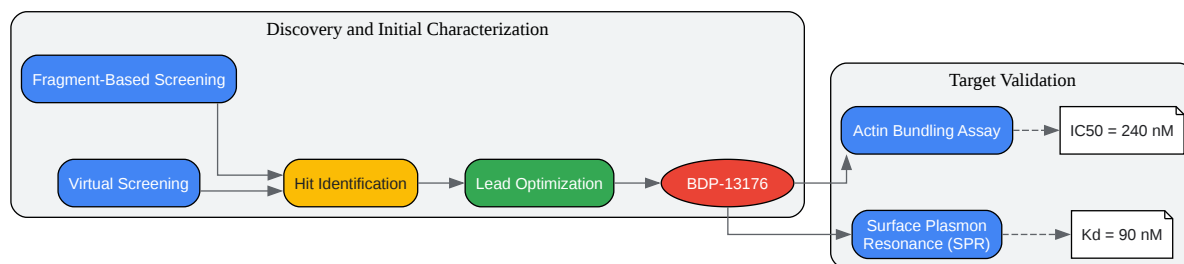 Discovery and Initial Characterization
Fragment-Based Screening
Virtual Screening
Hit Identification
Lead Optimization
BDP-13176
Target Validation
Actin Bundling Assay
IC50 = 240 nM
Surface Plasmon
Resonance (SPR)
Kd = 90 nM